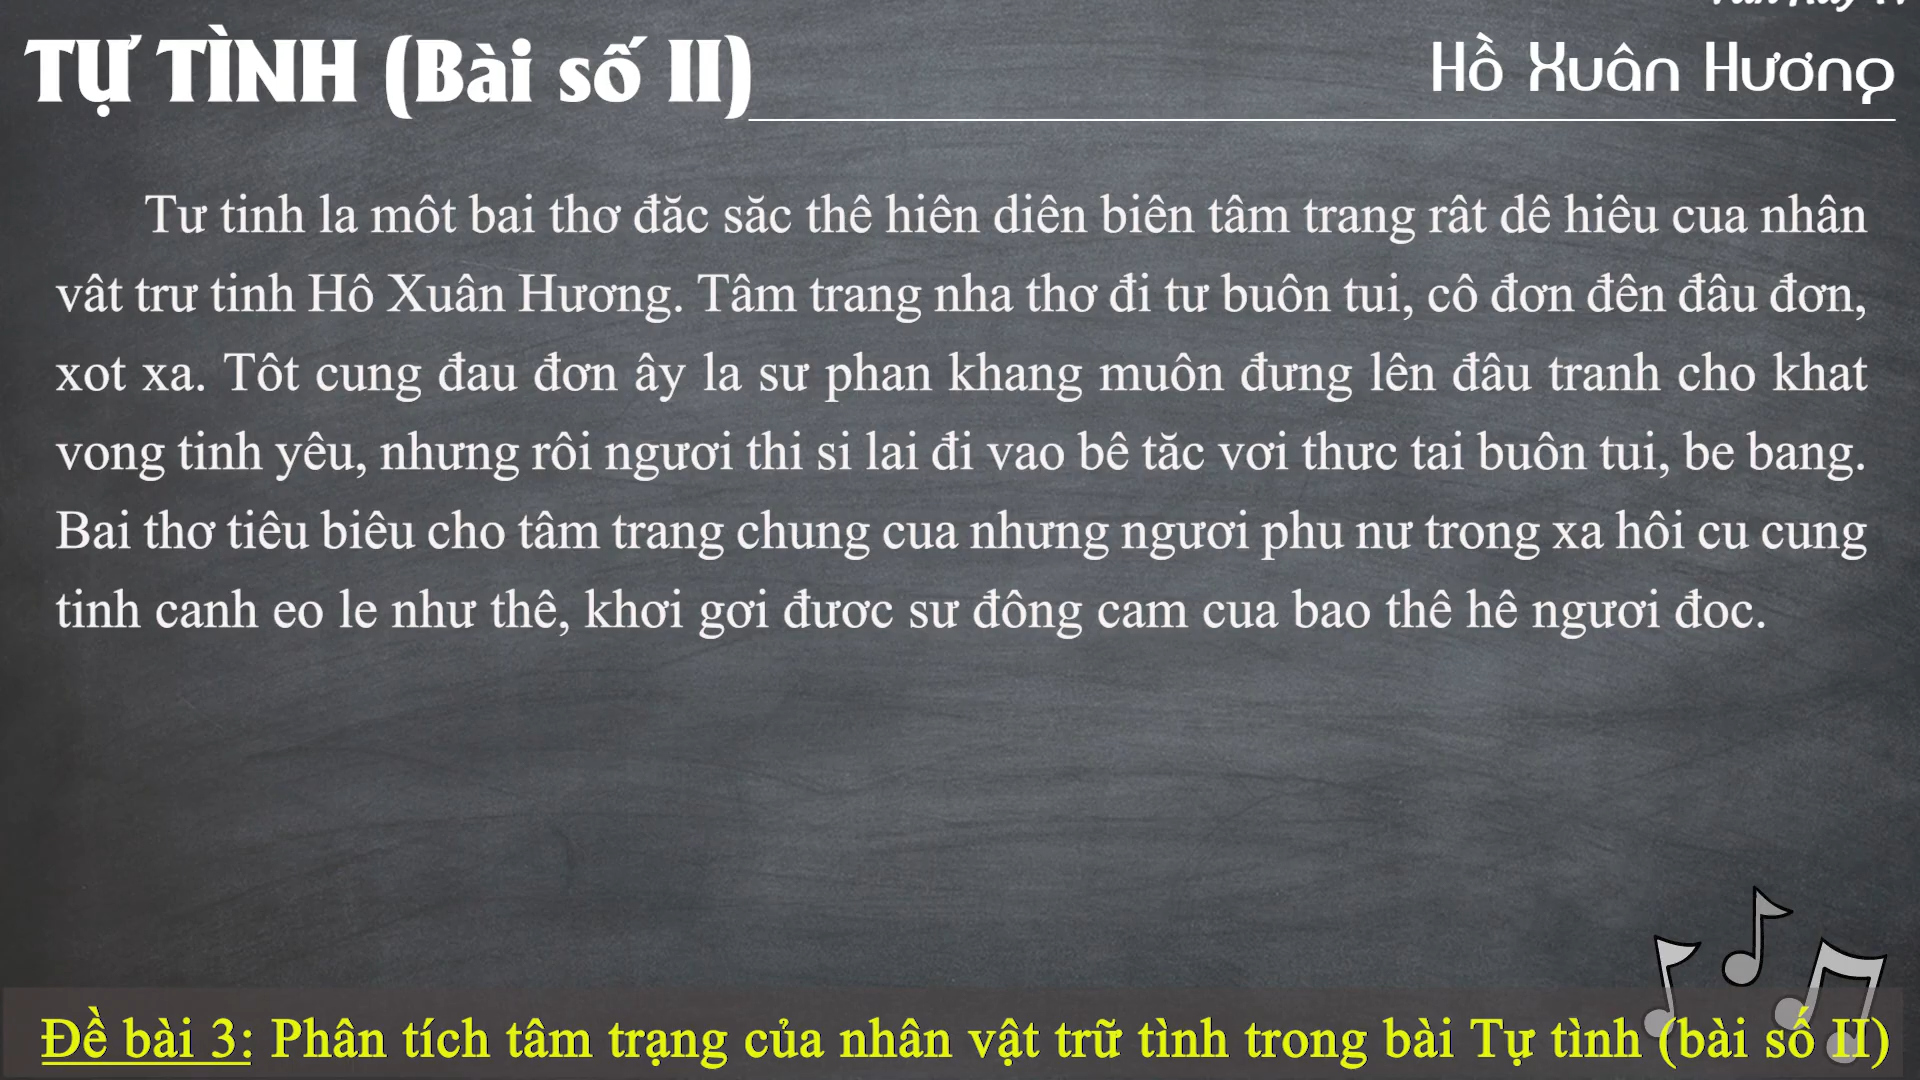 TỰ TÌNH (Bài số II)
Hồ Xuân Hương
Tư tinh la môt bai thơ đăc săc thê hiên diên biên tâm trang rât dê hiêu cua nhân
vât trư tinh Hô Xuân Hương. Tâm trang nha thơ đi tư buôn tui, cô đơn đên đâu đơn,
xot xa. Tôt cung đau đơn ây la sư phan khang muôn đưng lên đâu tranh cho khat
vong tinh yêu, nhưng rôi ngươi thi si lai đi vao bê tăc vơi thưc tai buôn tui, be bang.
Bai thơ tiêu biêu cho tâm trang chung cua nhưng ngươi phu nư trong xa hôi cu cung
tinh canh eo le như thê, khơi gơi đươc sư đông cam cua bao thê hê ngươi đoc.
Đề bài 3: Phân tích tâm trạng của nhân vật trữ tình trong bài Tự tình (bài số II)